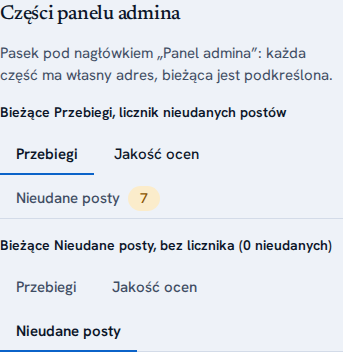 Części panelu admina
Pasek pod nagłówkiem „Panel admina”: każda
część ma własny adres, bieżąca jest podkreślona.
Bieżące Przebiegi, licznik nieudanych postów
Przebiegi Jakość ocen
Nieudane posty 7
Bieżące Nieudane posty, bez licznika (0 nieudanych)
Przebiegi Jakość ocen
Nieudane posty